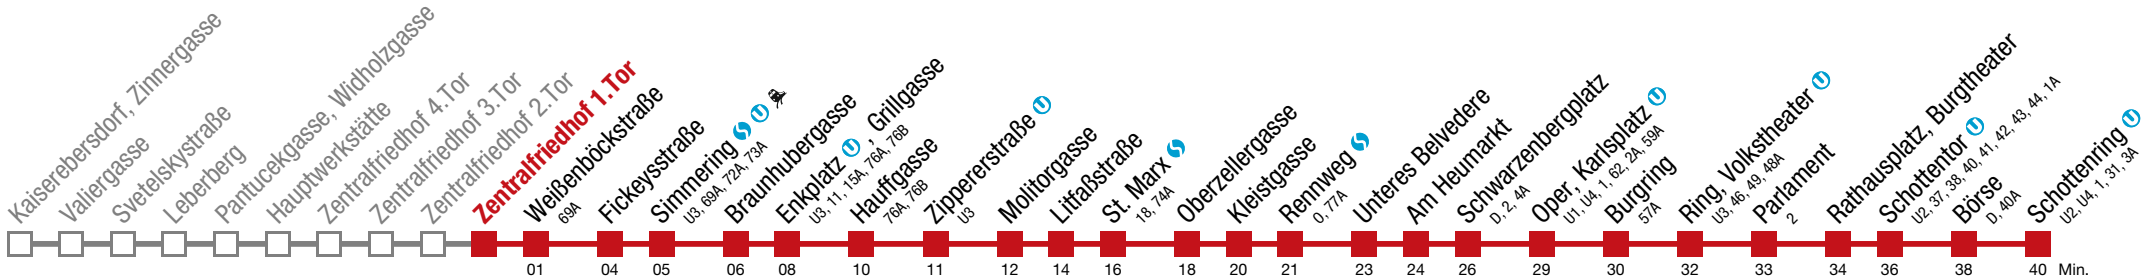 Kaiserebersdorf, Zinnergasse
Valiergasse
Svetelskystraße
Leberberg
Pantucekgasse, Widholzgasse
Hauptwerkstätte
Zentralfriedhof 4.Tor
Zentralfriedhof 3.Tor
Zentralfriedhof 2.Tor
Zentralfriedhof 1.Tor
Weißenböckstraße
69A
Fickeysstraße
Simmering S U
U3, 69A, 72A, 73A
Braunhubergasse
Enkplatz U , Grillgasse
U3, 11, 15A, 76A, 76B
Hauffgasse
76A, 76B
Zippererstraße U
U3
Molitorgasse
Litfaßstraße
St. Marx S
18, 74A
Oberzellergasse
Kleistgasse
Rennweg S
O, 77A
Unteres Belvedere
Am Heumarkt
Schwarzenbergplatz
D, 2, 4A
Oper, Karlsplatz U
U1, U4, 1, 62, 2A, 59A
Burgring
57A
Ring, Volkstheater U
U3, 46, 49, 48A
Parlament
2
Rathausplatz, Burgtheater
Schottentor U
U2, 37, 38, 40, 41, 42, 43, 44, 1A
Börse
D, 40A
Schottenring U
U2, U4, 1, 31, 3A
01 04 05 06 08 10 11 12 14 16 18 20 21 23 24 26 29 30 32 33 34 36 38 40 Min.